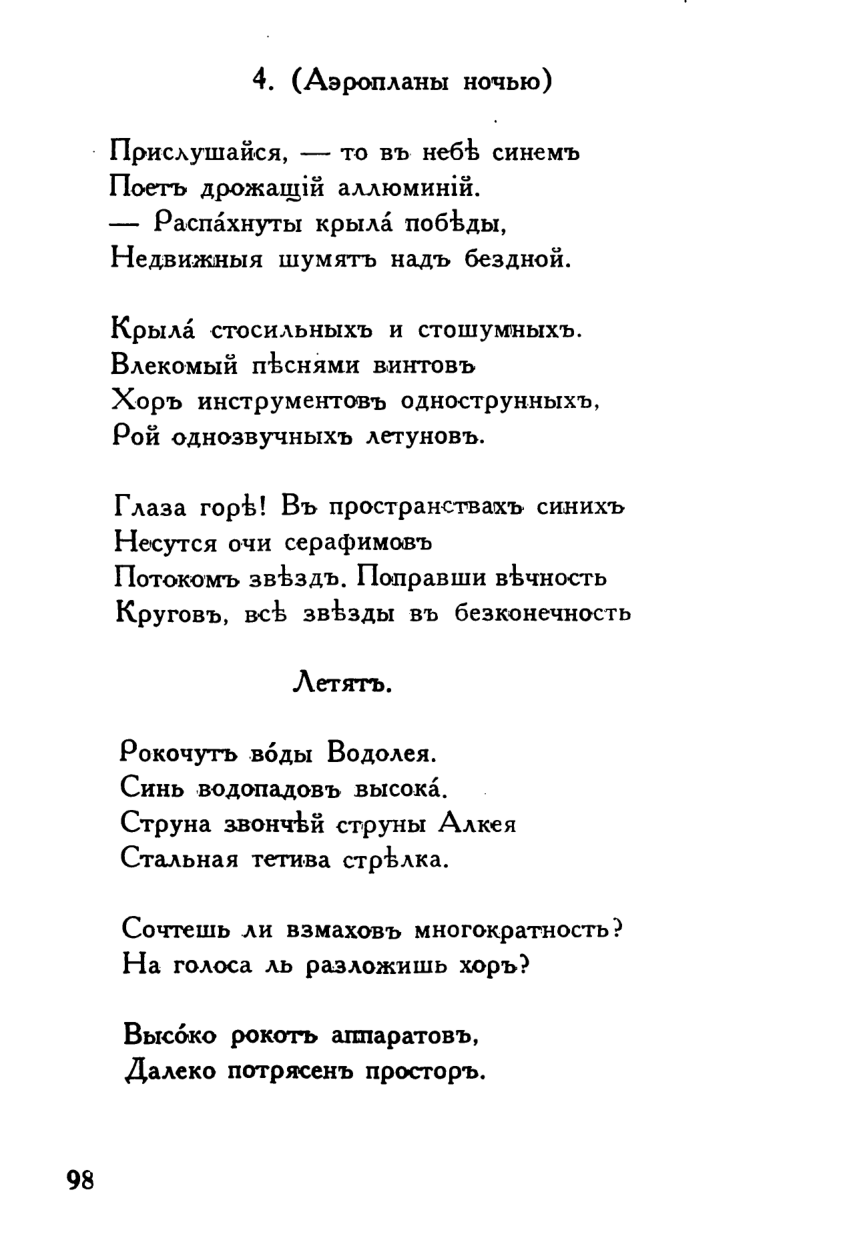 4. (Аэропланы ночью)
Прислушайся, — то въ небѣ синемъ
Поетъ дрожащій аллюминій.
— Распáхнуты крылá побѣды,
Недвижныя шумятъ надъ бездной.
Крылá стосильныхъ и стошумныхъ.
Влекомый пѣснями винтовъ
Хоръ инструментовъ однострунныхъ,
Рой однозвучныхъ летуновъ.
Глаза горѣ! Въ пространствахъ синихъ
Несутся очи серафимовъ
Потокомъ звѣздъ. Поправши вѣчность
Круговъ, всѣ звѣзды въ безконечность
Летятъ.
Рокочутъ вóды Водолея.
Синь водопадовъ высокá.
Струна звончѣй струны Алкея
Стальная тетива стрѣлка.
Сочтешь ли взмаховъ многократность?
На голоса ль разложишь хоръ?
Высóко рокотъ аппаратовъ,
Далеко потрясенъ просторъ.
98